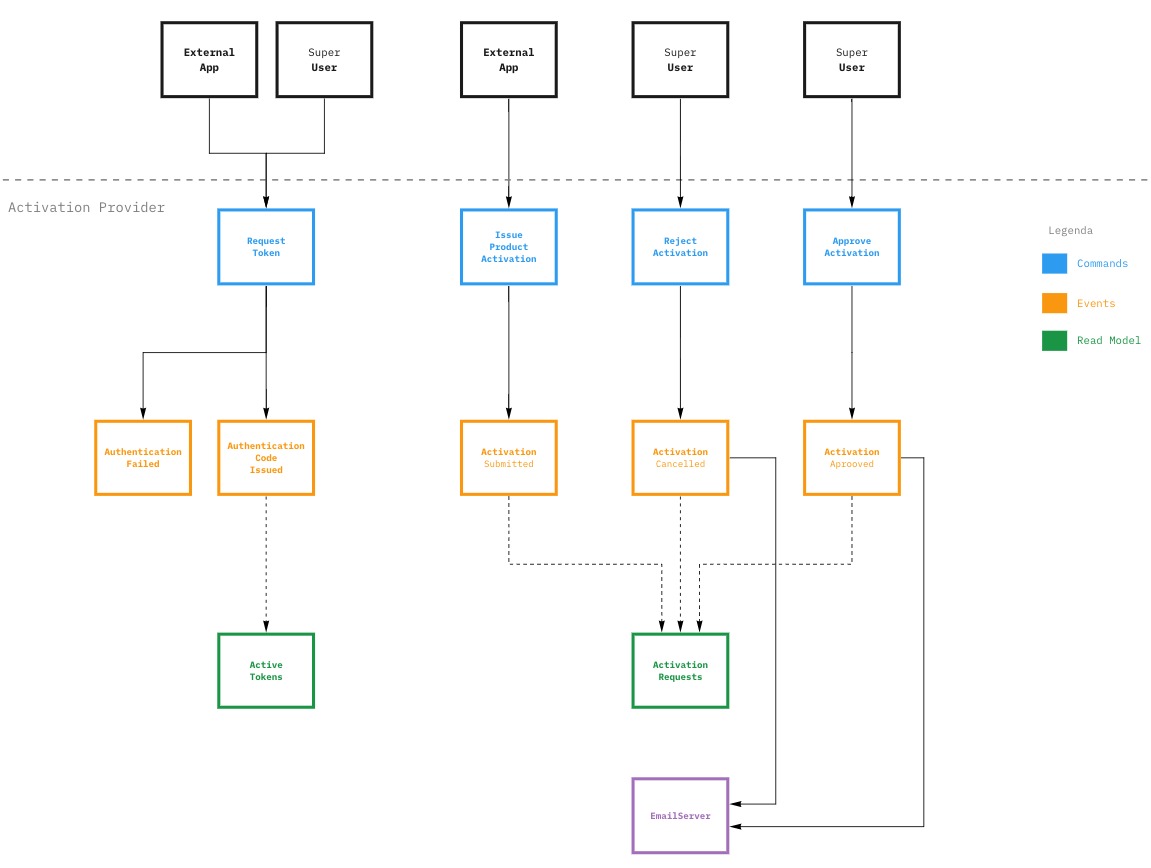 External
App
Super
User
External
App
Super
User
Super
User
Activation Provider
Request
Token
Issue
Product
Activation
Reject
Activation
Approve
Activation
Legenda
Commands
Events
Read Model
Authentication
Failed
Authentication
Code
Issued
Activation
Submitted
Activation
Cancelled
Activation
Aprooved
Active
Tokens
Activation
Requests
EmailServer